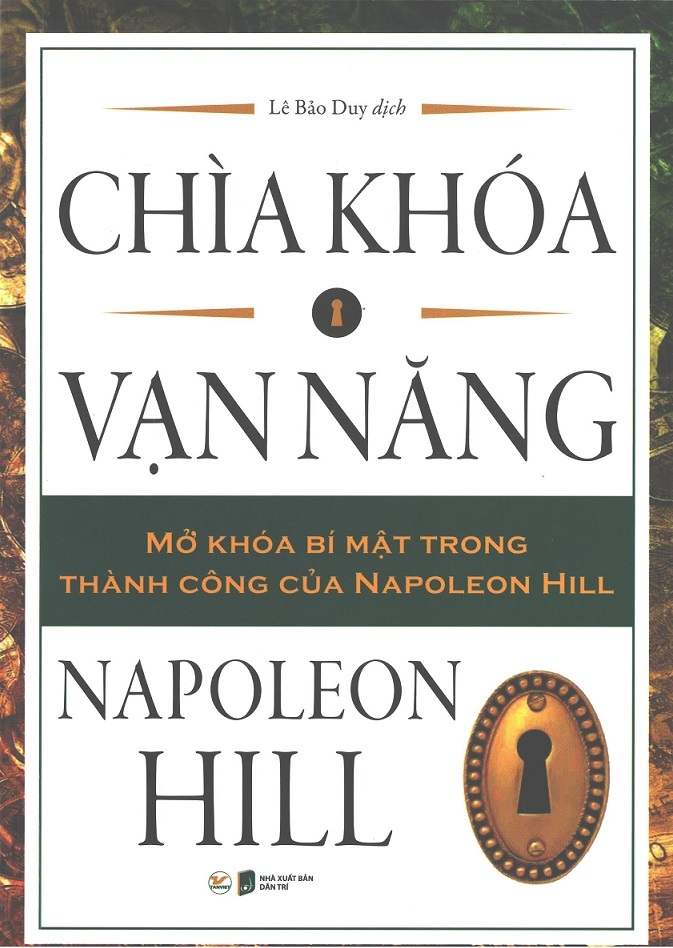 Lê Bảo Duy dịch
CHÌA KHÓA
VẠN NĂNG
MỞ KHÓA BÍ MẬT TRONG
THÀNH CÔNG CỦA NAPOLEON HILL
NAPOLEON
HILL
TANVIET
NHÀ XUẤT BẢN
DÂN TRÍ